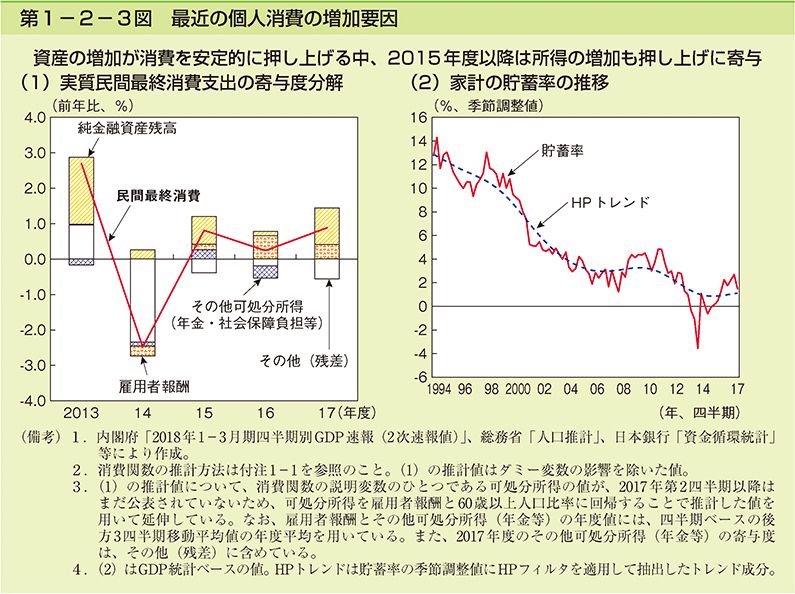 第１－２－３図　最近の個人消費の増加要因
資産の増加が消費を安定的に押し上げる中、2015年度以降は所得の増加も押し上げに寄与
（１）実質民間最終消費支出の寄与度分解
（前年比、％）
4.0
3.0
2.0
1.0
0.0
-1.0
-2.0
-3.0
-4.0
純金融資産残高
民間最終消費
その他可処分所得
（年金・社会保障負担等）
その他（残差）
雇用者報酬
2013 14 15 16 17（年度）
（２）家計の貯蓄率の推移
（％、季節調整値）
16
14
12
10
8
6
4
2
0
-2
-4
-6
貯蓄率
HPトレンド
1994 96 98 2000 02 04 06 08 10 12 14 17
（年、四半期）
（備考）１．内閣府「2018年１－３月期四半期別GDP速報（２次速報値）」、総務省「人口推計」、日本銀行「資金循環統計」
等により作成。
２．消費関数の推計方法は付注１－１を参照のこと。（１）の推計値はダミー変数の影響を除いた値。
３．（１）の推計値について、消費関数の説明変数のひとつである可処分所得の値が、2017年第２四半期以降は
まだ公表されていないため、可処分所得を雇用者報酬と60歳以上人口比率に回帰することで推計した値を
用いて延伸している。なお、雇用者報酬とその他可処分所得（年金等）の年度値には、四半期ベースの後
方３四半期移動平均値の年度平均を用いている。また、2017年度のその他可処分所得（年金等）の寄与度
は、その他（残差）に含めている。
４．（２）はGDP統計ベースの値。HPトレンドは貯蓄率の季節調整値にHPフィルタを適用して抽出したトレンド成分。